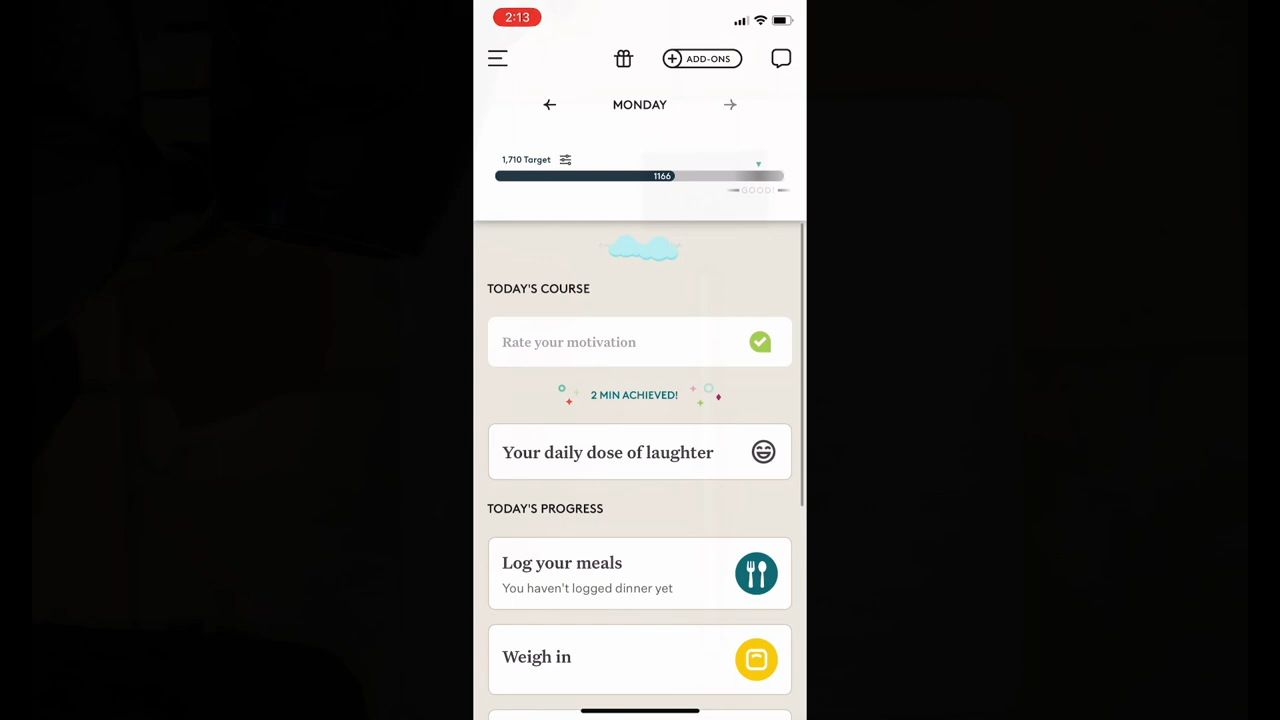 2:13
ADD-ONS
MONDAY
1,710 Target
1166
GOOD!
TODAY'S COURSE
Rate your motivation
2 MIN ACHIEVED!
Your daily dose of laughter
TODAY'S PROGRESS
Log your meals
You haven't logged dinner yet
Weigh in